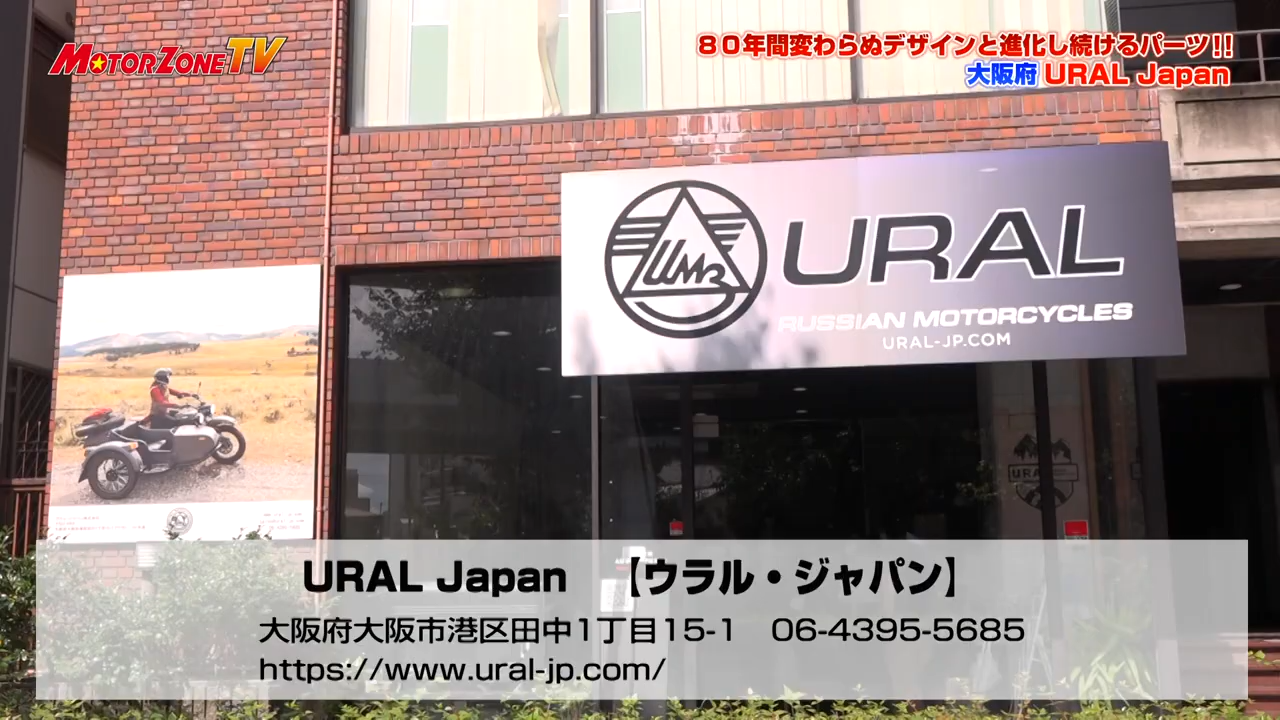 MOTORZONE TV
80年間変わらぬデザインと進化し続けるパーツ!!
大阪府 URAL Japan
ИМЗ
URAL
RUSSIAN MOTORCYCLES
URAL-JP.COM
URAL
URAL Japan 【ウラル・ジャパン】
大阪府大阪市港区田中1丁目15-1 06-4395-5685
https://www.ural-jp.com/